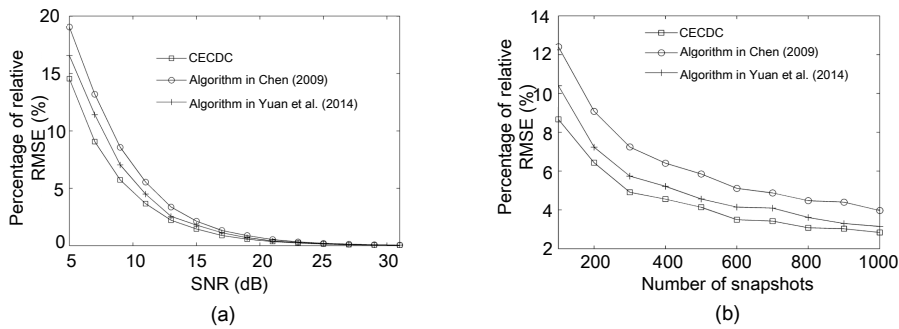 Percentage of relative
RMSE (%)
20
15
10
5
0
CECDC
Algorithm in Chen (2009)
Algorithm in Yuan et al. (2014)
5 10 15 20 25 30
SNR (dB)
(a)
Percentage of relative
RMSE (%)
14
12
10
8
6
4
2
CECDC
Algorithm in Chen (2009)
Algorithm in Yuan et al. (2014)
200 400 600 800 1000
Number of snapshots
(b)